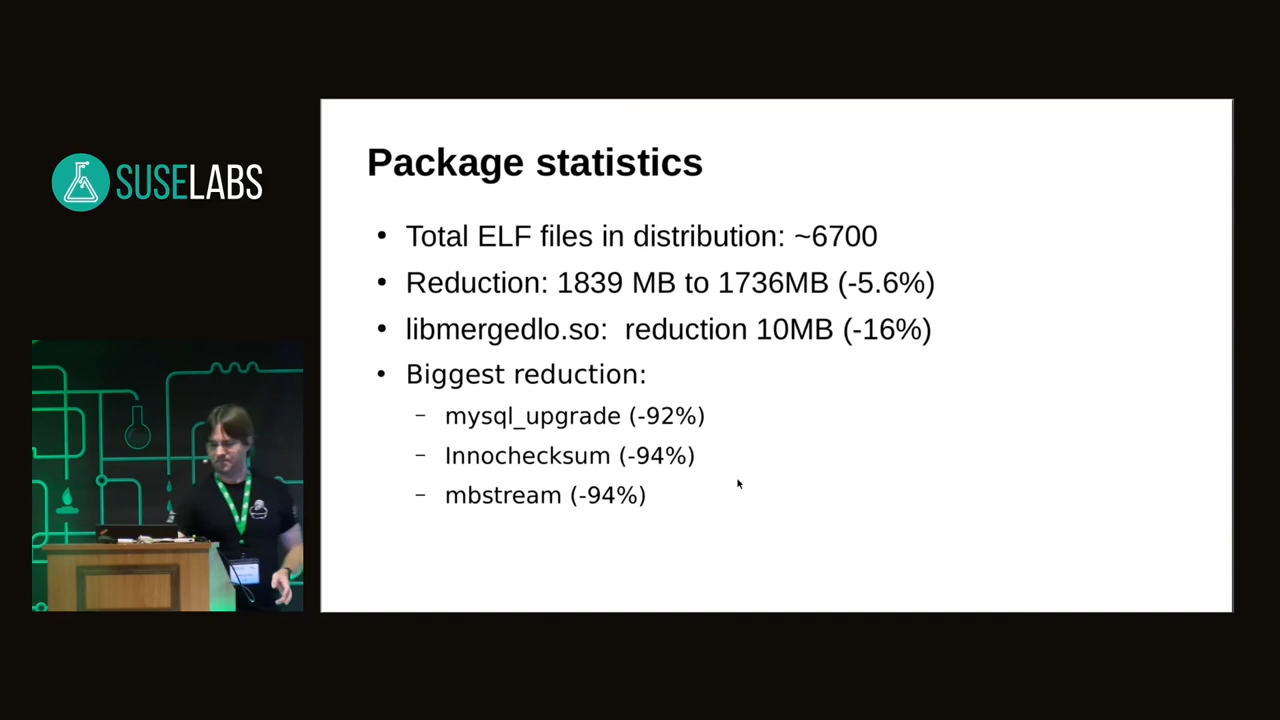 SUSELABS
Package statistics
• Total ELF files in distribution: ~6700
• Reduction: 1839 MB to 1736MB (-5.6%)
• libmergedlo.so:  reduction 10MB (-16%)
• Biggest reduction:
– mysql_upgrade (-92%)
– Innochecksum (-94%)
– mbstream (-94%)